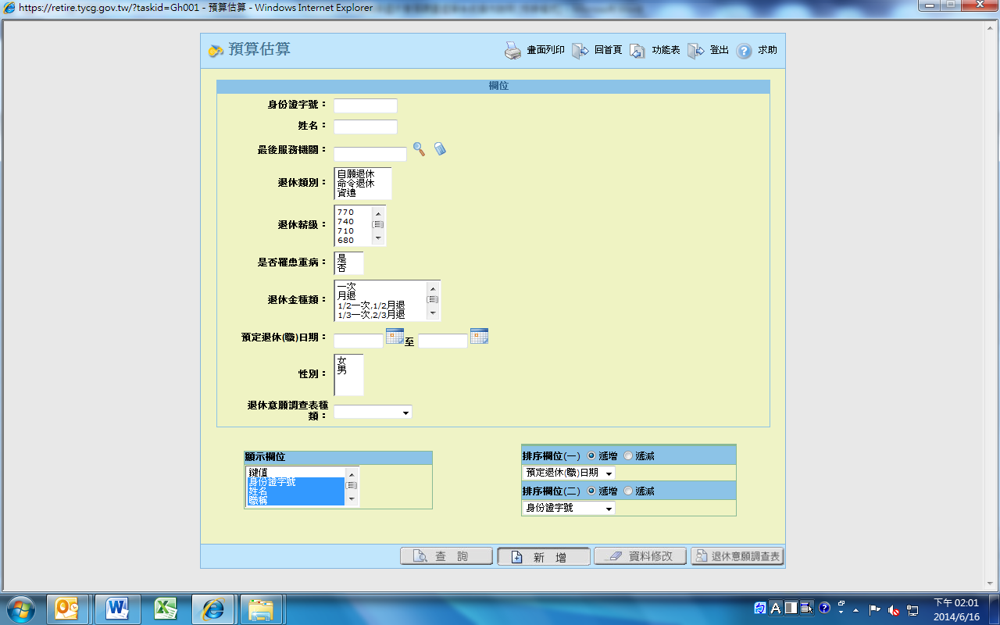 https://retire.tycg.gov.tw/?taskid=Gh001 - 預算估算 - Windows Internet Explorer
預算估算 畫面列印 回首頁 功能表 登出 求助
欄位
身份證字號：
姓名：
最後服務機關：
退休類別：
自願退休
命令退休
資遣
退休薪級：
770
740
710
680
是否罹患重病：
是
否
退休金種類：
一次
月退
1/2一次,1/2月退
1/3一次,2/3月退
預定退休(職)日期： 至
性別：
女
男
退休意願調查表種
類：
顯示欄位
鍵值
身份證字號
姓名
職稱
排序欄位(一) 遞增 遞減
預定退休(職)日期
排序欄位(二) 遞增 遞減
身份證字號
查 詢 新 增 資料修改 退休意願調查表
A
下午 02:01
2014/6/16